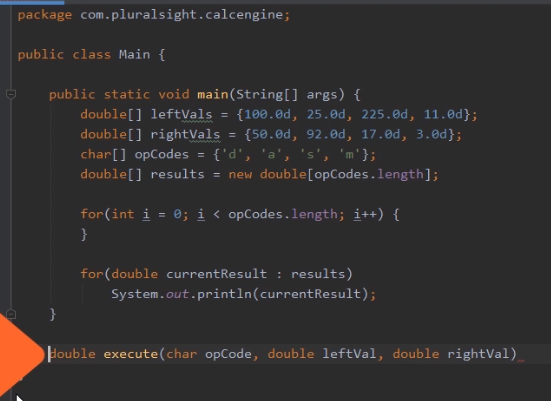 package com.pluralsight.calcengine;
public class Main {
public static void main(String[] args) {
double[] leftVals = {100.0d, 25.0d, 225.0d, 11.0d};
double[] rightVals = {50.0d, 92.0d, 17.0d, 3.0d};
char[] opCodes = {'d', 'a', 's', 'm'};
double[] results = new double[opCodes.length];
for(int i = 0; i < opCodes.length; i++) {
}
for(double currentResult : results)
System.out.println(currentResult);
}
double execute(char opCode, double leftVal, double rightVal)